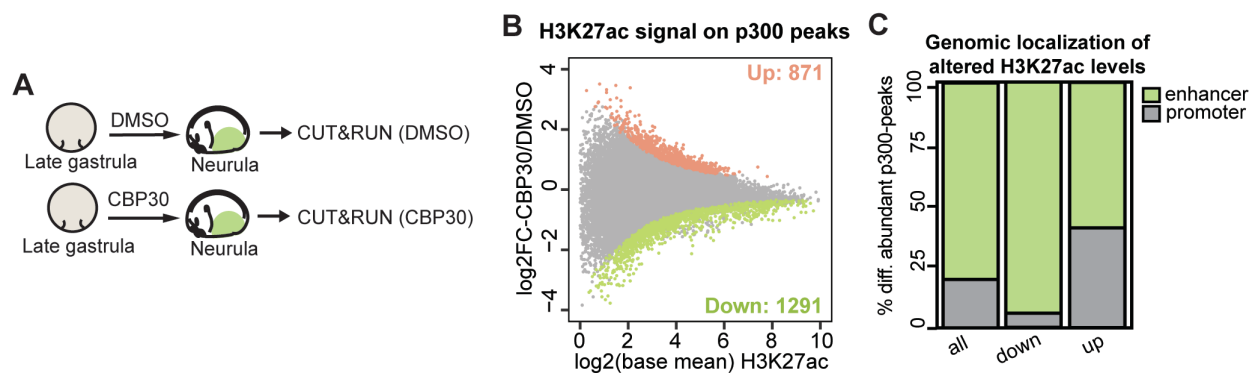 A
DMSO
CUT&RUN (DMSO)
Late gastrula
Neurula
CBP30
CUT&RUN (CBP30)
Late gastrula
Neurula
B
H3K27ac signal on p300 peaks
Up: 871
Down: 1291
log2FC-CBP30/DMSO
4
2
0
−2
−4
0 2 4 6 8 10
log2(base mean) H3K27ac
C
Genomic localization of
altered H3K27ac levels
% diff. abundant p300-peaks
100
75
50
25
0
all down up
enhancer
promoter